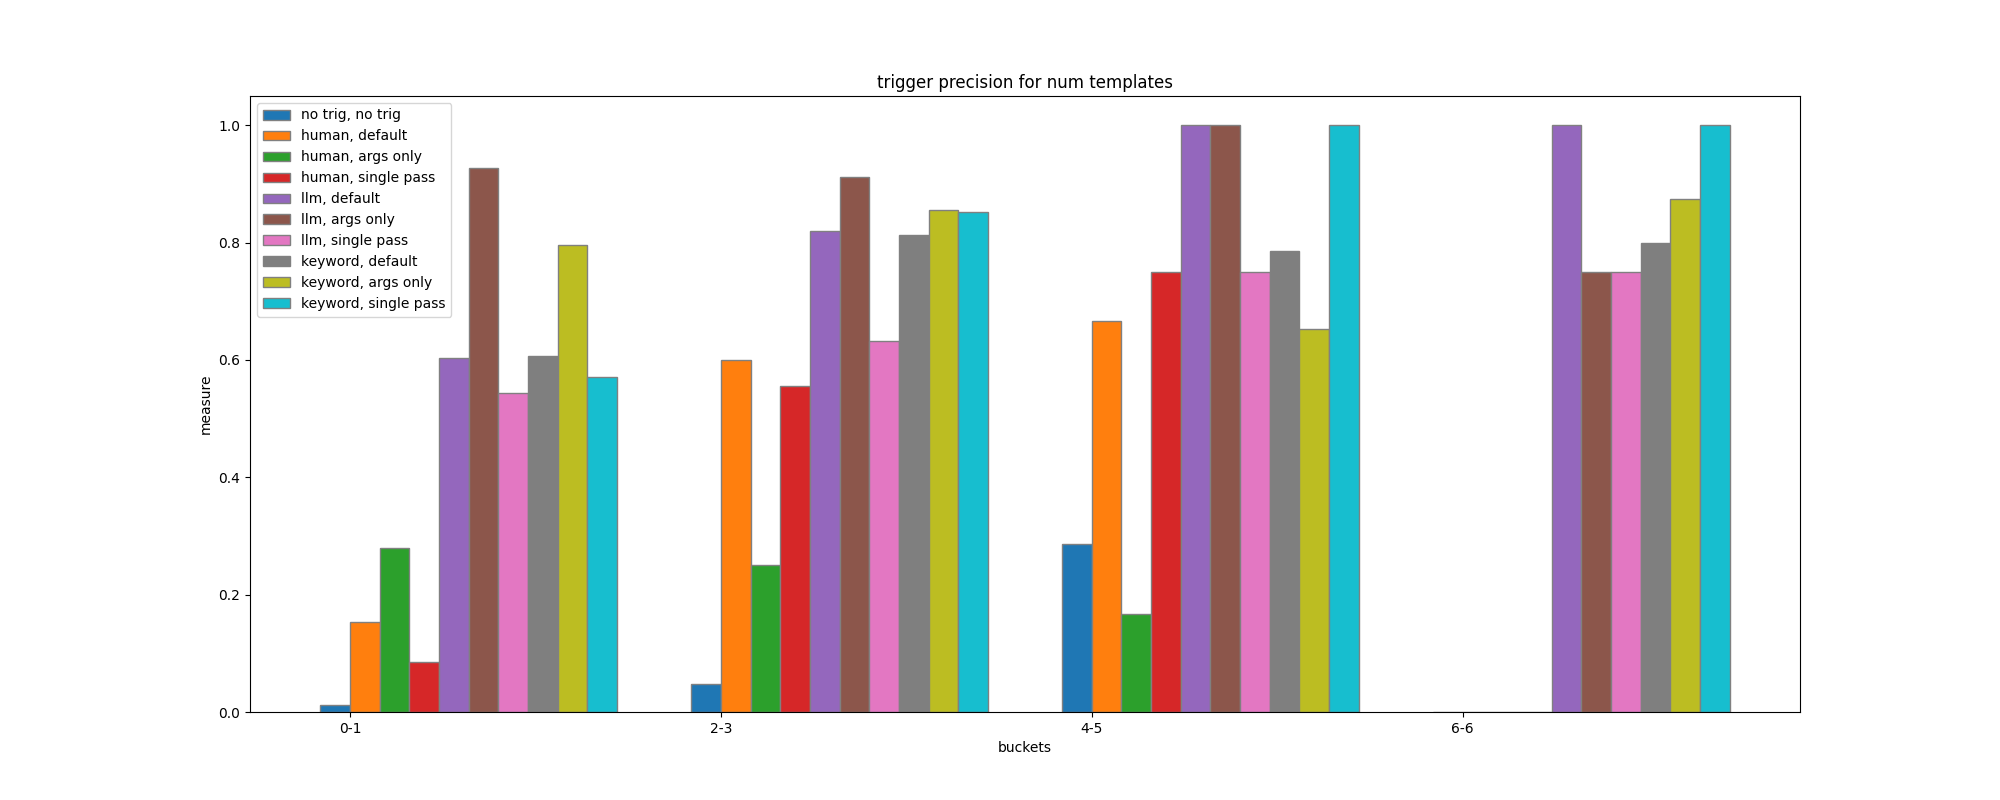 trigger precision for num templates
no trig, no trig
human, default
human, args only
human, single pass
llm, default
llm, args only
llm, single pass
keyword, default
keyword, args only
keyword, single pass
1.0
0.8
0.6
0.4
0.2
0.0
measure
0-1 2-3 4-5 6-6
buckets